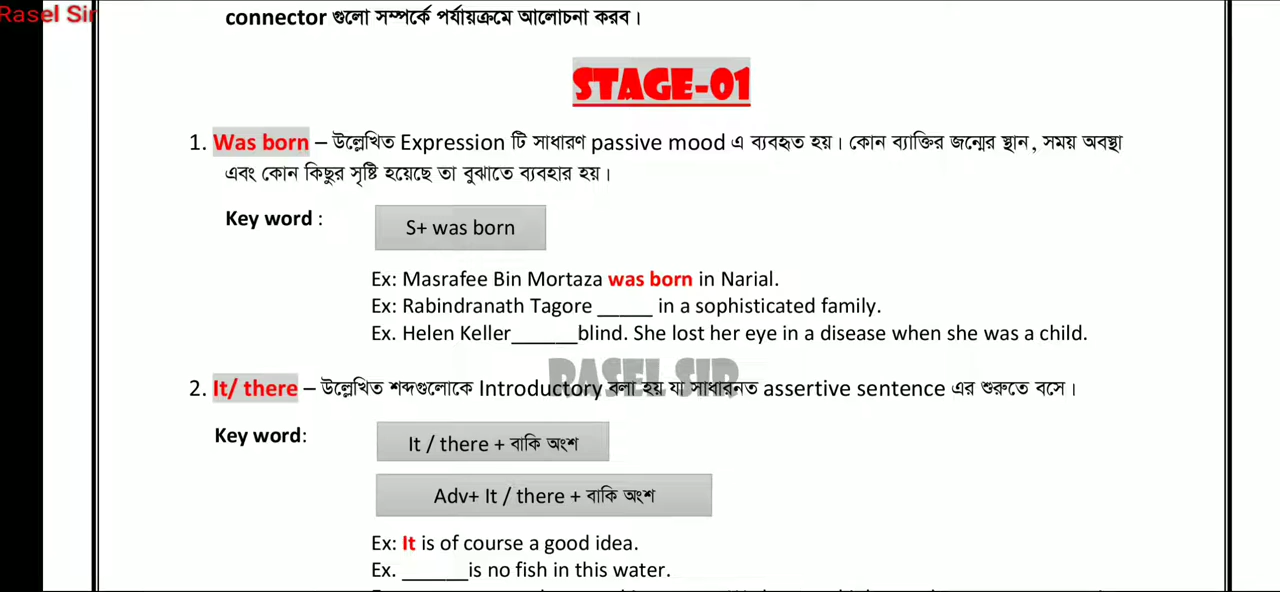 Rasel Sir
connector গুলো সম্পর্কে পর্যায়ক্রমে আলোচনা করব।
STAGE-01
1. Was born – উল্লেখিত Expression টি সাধারণ passive mood এ ব্যবহৃত হয়। কোন ব্যাক্তির জন্মের স্থান, সময় অবস্থা
এবং কোন কিছুর সৃষ্টি হয়েছে তা বুঝাতে ব্যবহার হয়।
Key word :
S+ was born
Ex: Masrafee Bin Mortaza was born in Narial.
Ex: Rabindranath Tagore _____ in a sophisticated family.
Ex. Helen Keller______blind. She lost her eye in a disease when she was a child.
RASEL SIR
2. It/ there – উল্লেখিত শব্দগুলোকে Introductory বলা হয় যা সাধারনত assertive sentence এর শুরুতে বসে।
Key word:
It / there + বাকি অংশ
Adv+ It / there + বাকি অংশ
Ex: It is of course a good idea.
Ex. ______is no fish in this water.